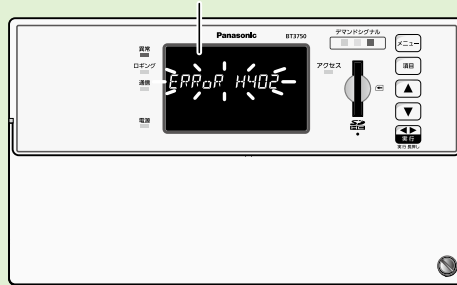 Panasonic BT3750
デマンドシグナル
異常
ロギング
通信
電源
ERRoR H402
アクセス
SD
HC
メニュー
項目
実行
実行:長押し